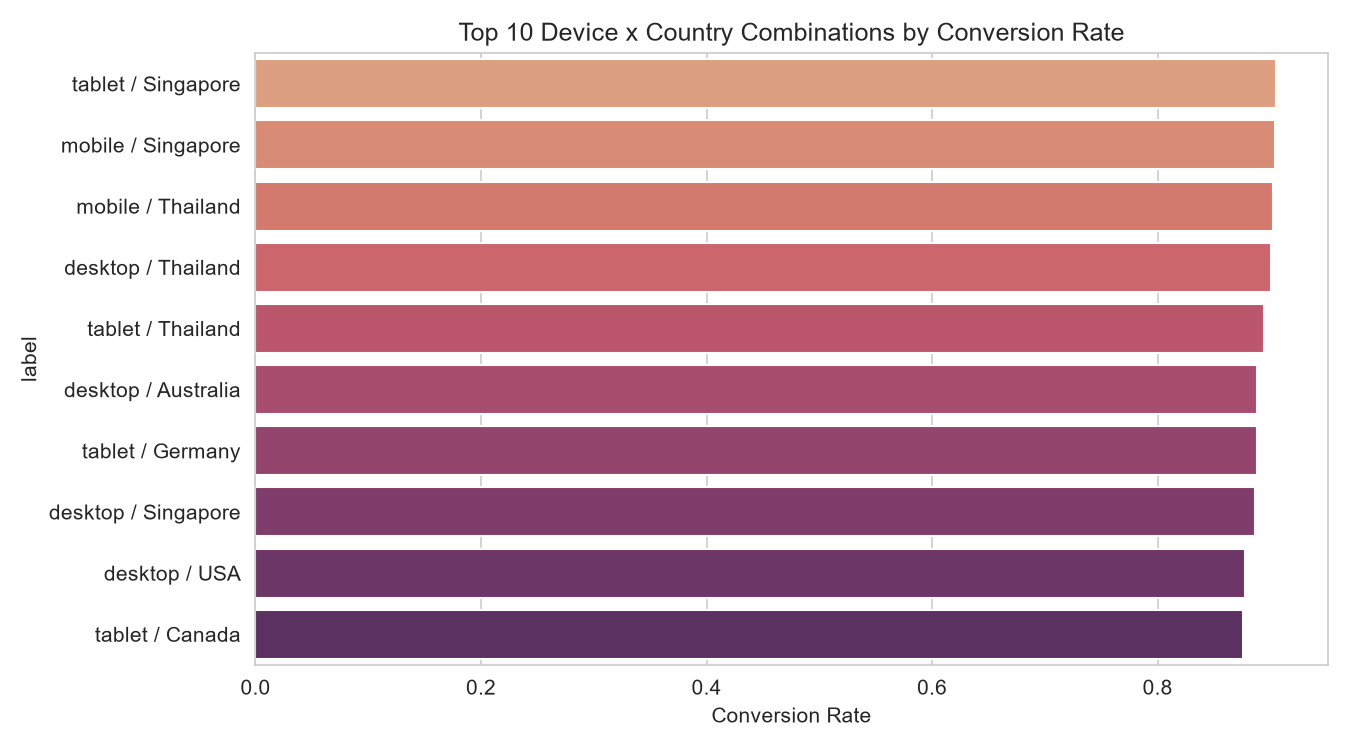 Top 10 Device x Country Combinations by Conversion Rate
tablet / Singapore
mobile / Singapore
mobile / Thailand
desktop / Thailand
tablet / Thailand
desktop / Australia
tablet / Germany
desktop / Singapore
desktop / USA
tablet / Canada
label
0.0 0.2 0.4 0.6 0.8
Conversion Rate